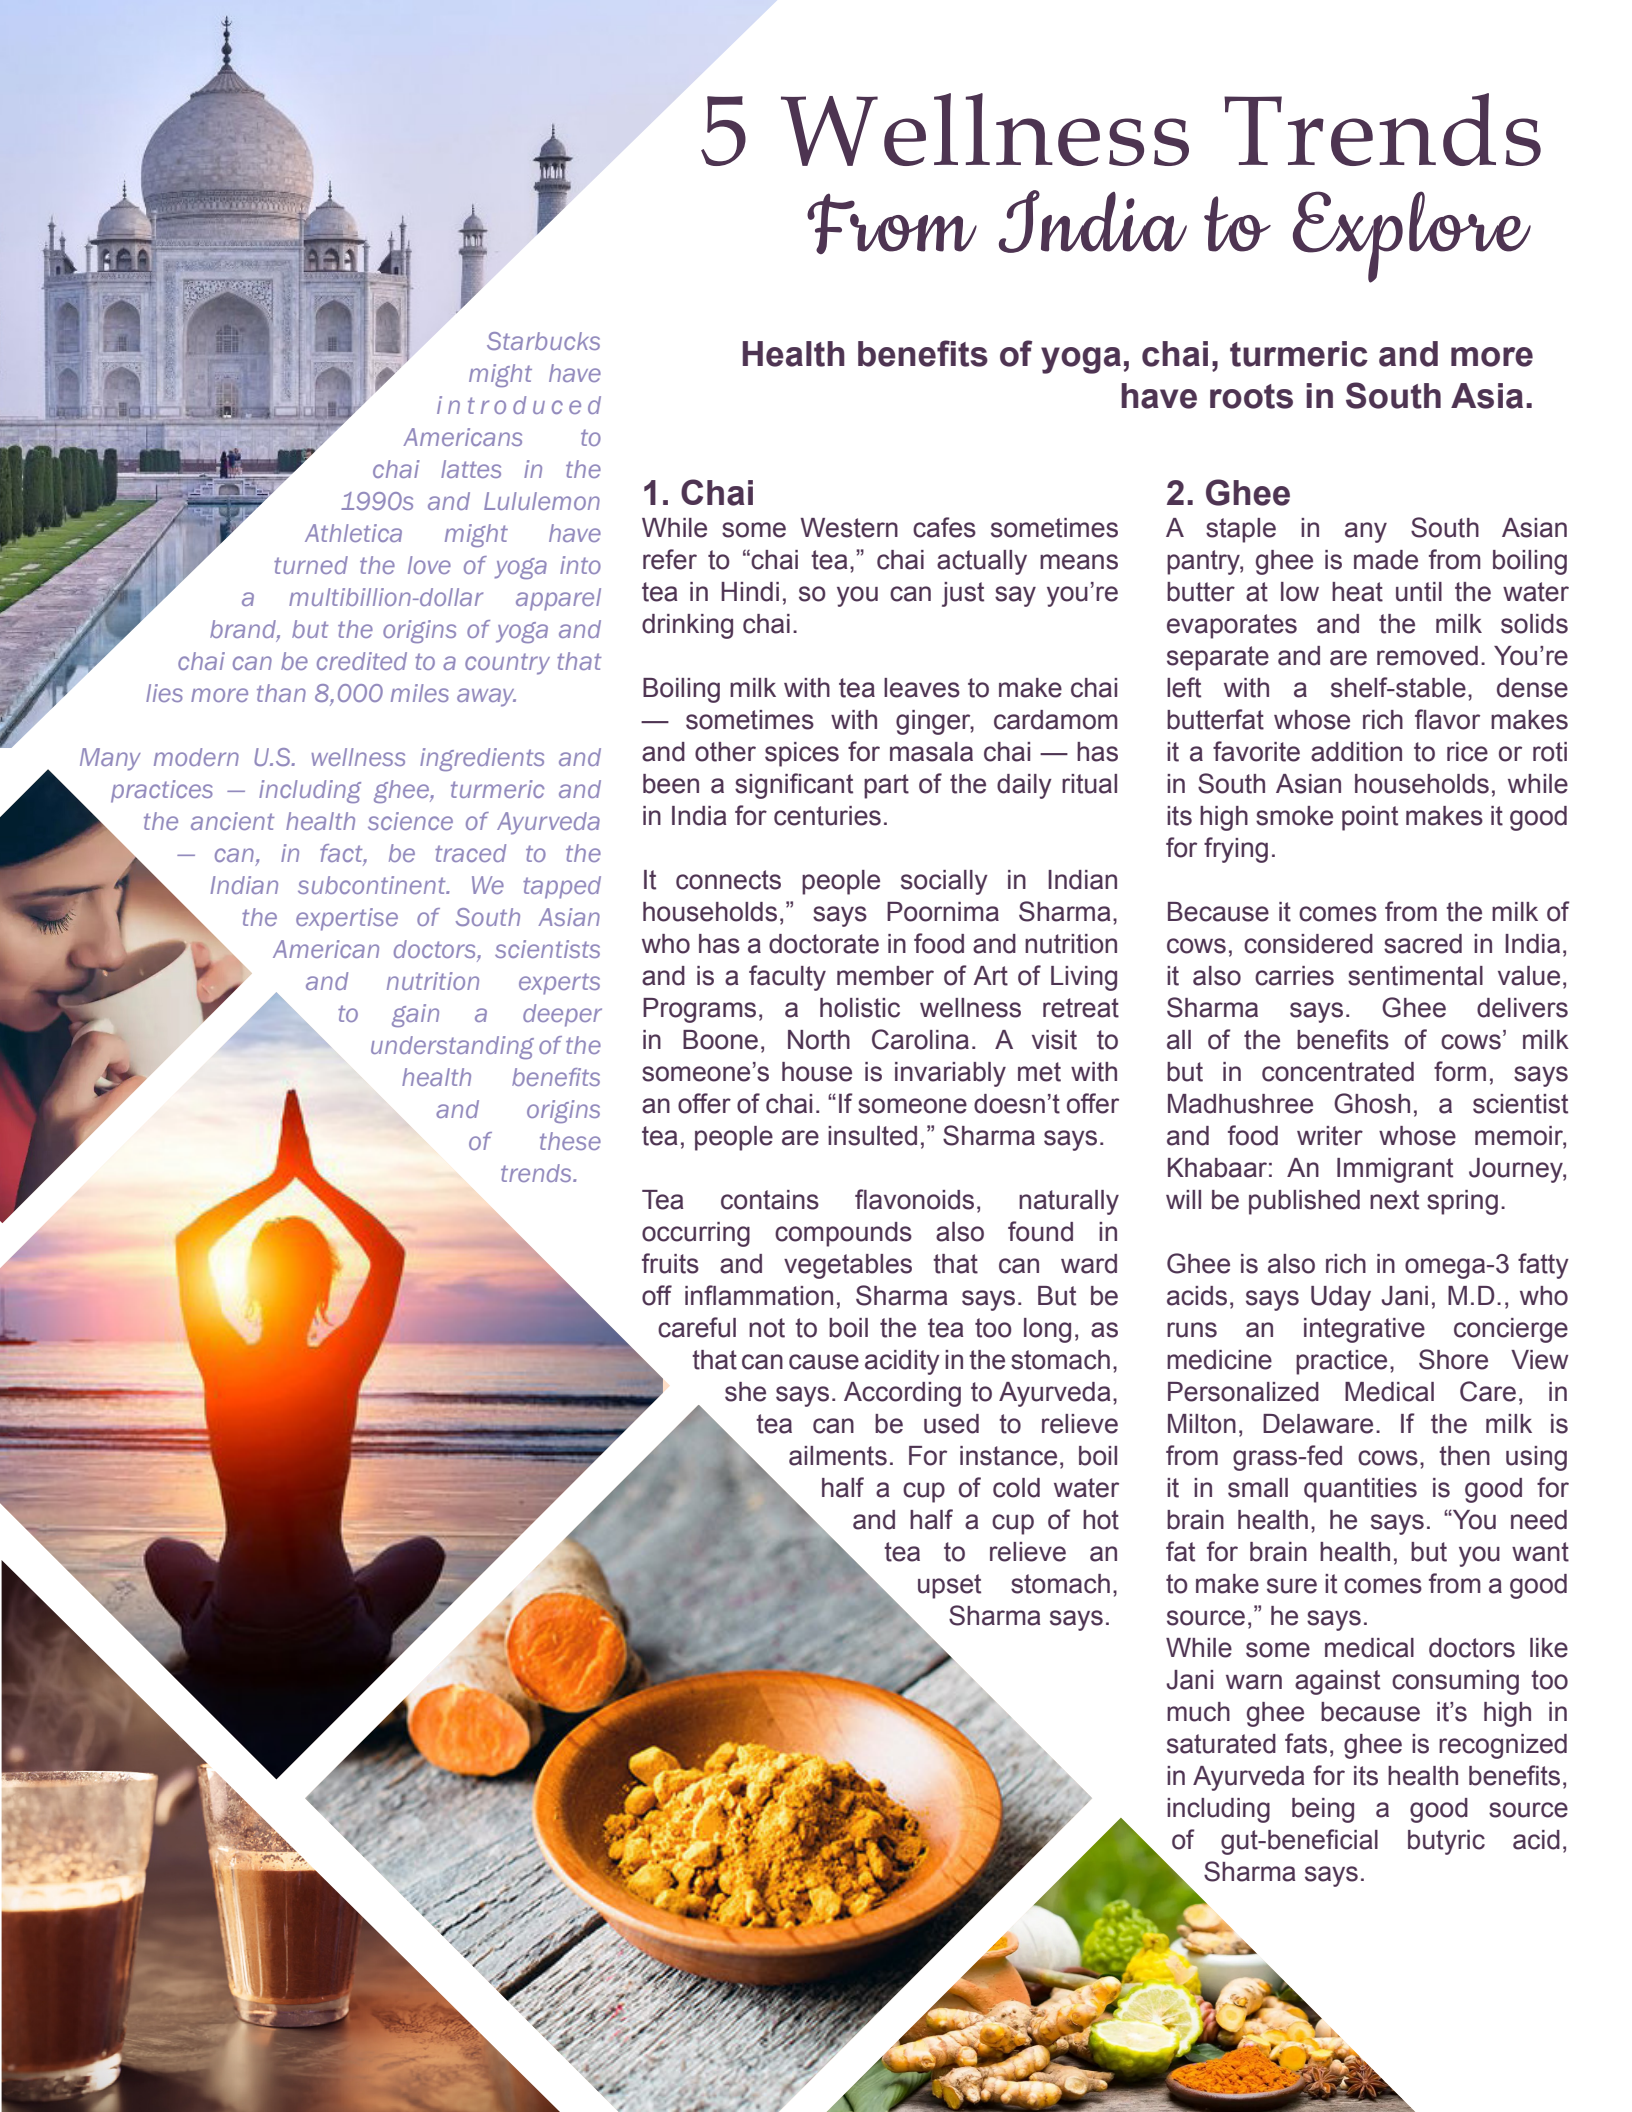 5 Wellness Trends
From India to Explore
Health benefits of yoga, chai, turmeric and more
have roots in South Asia.
Starbucks
might have
introduced
Americans to
chai lattes in the
1990s and Lululemon
Athletica might have
turned the love of yoga into
a multibillion-dollar apparel
brand, but the origins of yoga and
chai can be credited to a country that
lies more than 8,000 miles away.
Many modern U.S. wellness ingredients and
practices — including ghee, turmeric and
the ancient health science of Ayurveda
— can, in fact, be traced to the
Indian subcontinent. We tapped
the expertise of South Asian
American doctors, scientists
and nutrition experts
to gain a deeper
understanding of the
health benefits
and origins
of these
trends.
1. Chai
While some Western cafes sometimes
refer to “chai tea,” chai actually means
tea in Hindi, so you can just say you’re
drinking chai.
Boiling milk with tea leaves to make chai
— sometimes with ginger, cardamom
and other spices for masala chai — has
been a significant part of the daily ritual
in India for centuries.
It connects people socially in Indian
households,” says Poornima Sharma,
who has a doctorate in food and nutrition
and is a faculty member of Art of Living
Programs, a holistic wellness retreat
in Boone, North Carolina. A visit to
someone’s house is invariably met with
an offer of chai. “If someone doesn’t offer
tea, people are insulted,” Sharma says.
Tea contains flavonoids, naturally
occurring compounds also found in
fruits and vegetables that can ward
off inflammation, Sharma says. But be
careful not to boil the tea too long, as
that can cause acidity in the stomach,
she says. According to Ayurveda,
tea can be used to relieve
ailments. For instance, boil
half a cup of cold water
and half a cup of hot
tea to relieve an
upset stomach,
Sharma says.
2. Ghee
A staple in any South Asian
pantry, ghee is made from boiling
butter at low heat until the water
evaporates and the milk solids
separate and are removed. You’re
left with a shelf-stable, dense
butterfat whose rich flavor makes
it a favorite addition to rice or roti
in South Asian households, while
its high smoke point makes it good
for frying.
Because it comes from the milk of
cows, considered sacred in India,
it also carries sentimental value,
Sharma says. Ghee delivers
all of the benefits of cows’ milk
but in concentrated form, says
Madhushree Ghosh, a scientist
and food writer whose memoir,
Khabaar: An Immigrant Journey,
will be published next spring.
Ghee is also rich in omega-3 fatty
acids, says Uday Jani, M.D., who
runs an integrative concierge
medicine practice, Shore View
Personalized Medical Care, in
Milton, Delaware. If the milk is
from grass-fed cows, then using
it in small quantities is good for
brain health, he says. “You need
fat for brain health, but you want
to make sure it comes from a good
source,” he says.
While some medical doctors like
Jani warn against consuming too
much ghee because it’s high in
saturated fats, ghee is recognized
in Ayurveda for its health benefits,
including being a good source
of gut-beneficial butyric acid,
Sharma says.